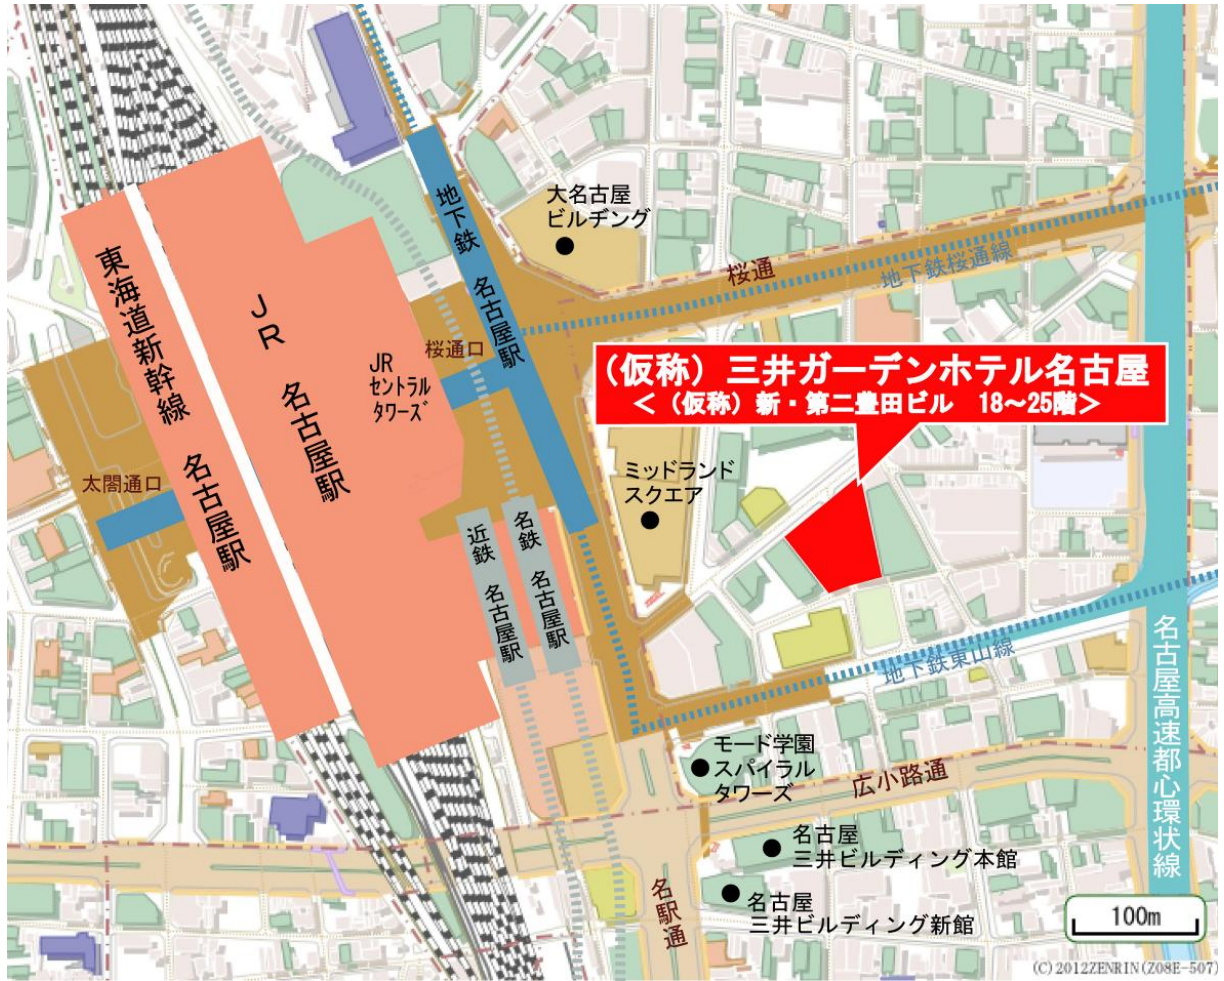 大名古屋
ビルヂング
地下鉄 名古屋駅
桜通
地下鉄桜通線
東海道新幹線 名古屋駅
JR 名古屋駅
JR
セントラル
タワーズ
桜通口
(仮称)三井ガーデンホテル名古屋
<(仮称)新・第二豊田ビル 18~25階>
太閤通口
ミッドランド
スクエア
近鉄 名古屋駅
名鉄 名古屋駅
地下鉄東山線
名古屋高速都心環状線
モード学園
スパイラル
タワーズ
広小路通
名古屋
三井ビルディング本館
名古屋
三井ビルディング新館
名駅通
100m
(C)2012ZENRIN(Z08E-507)